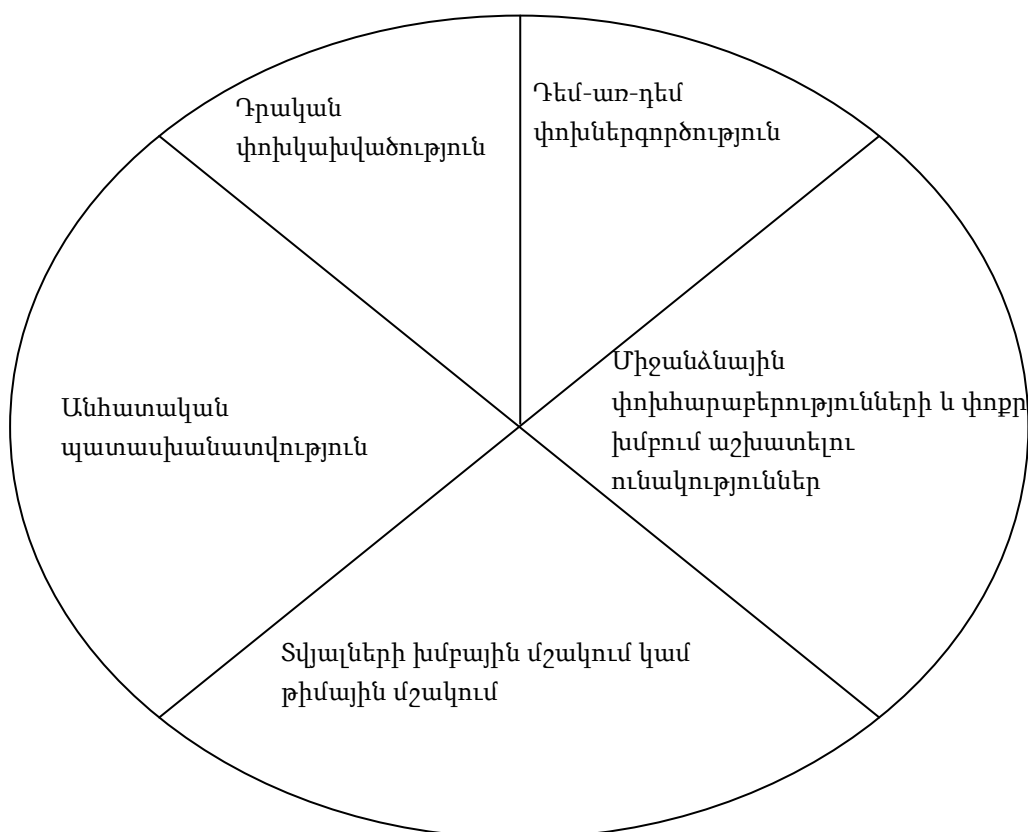 Դրական
փոխկախվածություն
Դեմ-առ-դեմ
փոխներգործություն
Անհատական
պատասխանատվություն
Միջանձնային
փոխհարաբերությունների և փոքր
խմբում աշխատելու
ունակություններ
Տվյալների խմբային մշակում կամ
թիմային մշակում